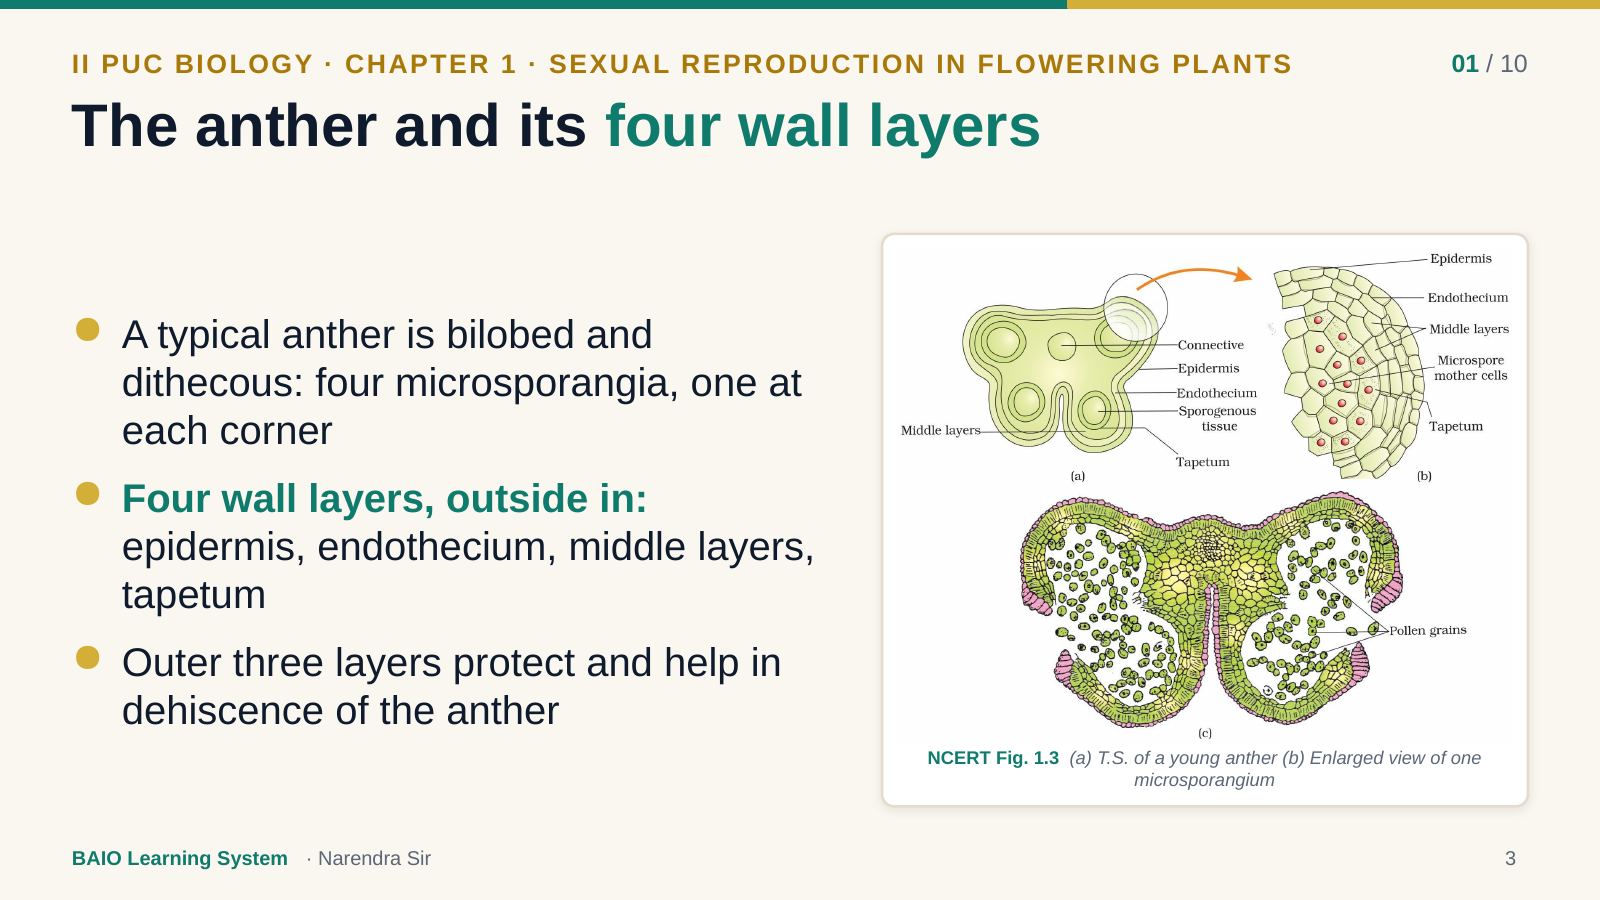 II PUC BIOLOGY · CHAPTER 1 · SEXUAL REPRODUCTION IN FLOWERING PLANTS
01 / 10
The anther and its four wall layers
A typical anther is bilobed and
dithecous: four microsporangia, one at
each corner
Four wall layers, outside in:
epidermis, endothecium, middle layers,
tapetum
Outer three layers protect and help in
dehiscence of the anther
Connective
Epidermis
Endothecium
Sporogenous
tissue
Middle layers
Tapetum
(a)
Epidermis
Endothecium
Middle layers
Microspore
mother cells
Tapetum
(b)
Pollen grains
(c)
NCERT Fig. 1.3 (a) T.S. of a young anther (b) Enlarged view of one
microsporangium
BAIO Learning System · Narendra Sir
3